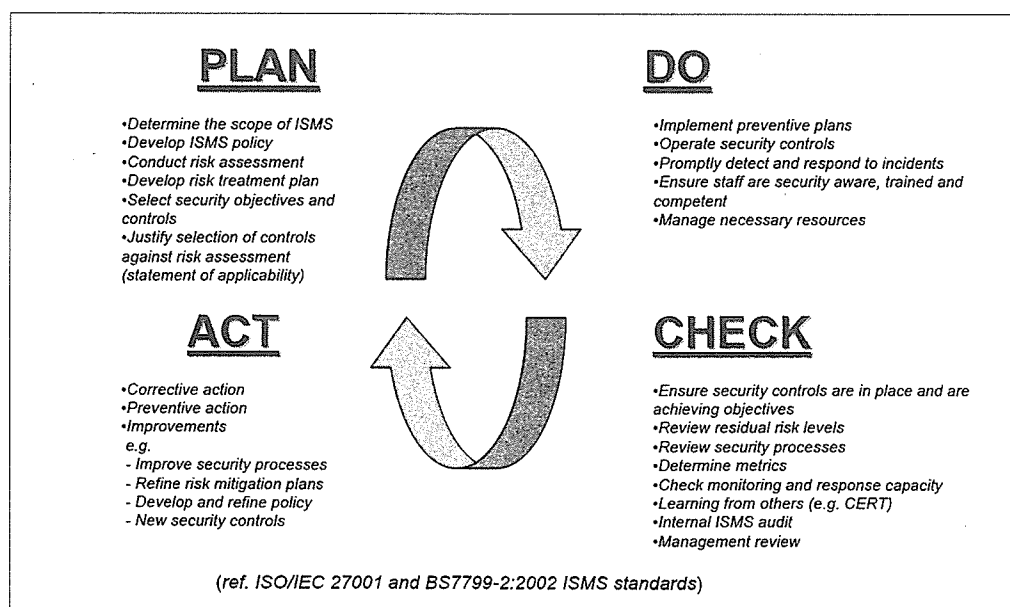 PLAN
•Determine the scope of ISMS
•Develop ISMS policy
•Conduct risk assessment
•Develop risk treatment plan
•Select security objectives and
controls
•Justify selection of controls
against risk assessment
(statement of applicability)
DO
•Implement preventive plans
•Operate security controls
•Promptly detect and respond to incidents
•Ensure staff are security aware, trained and
competent
•Manage necessary resources
ACT
•Corrective action
•Preventive action
•Improvements
e.g.
- Improve security processes
- Refine risk mitigation plans
- Develop and refine policy
- New security controls
CHECK
•Ensure security controls are in place and are
achieving objectives
•Review residual risk levels
•Review security processes
•Determine metrics
•Check monitoring and response capacity
•Learning from others (e.g. CERT)
•Internal ISMS audit
•Management review
(ref. ISO/IEC 27001 and BS7799-2:2002 ISMS standards)